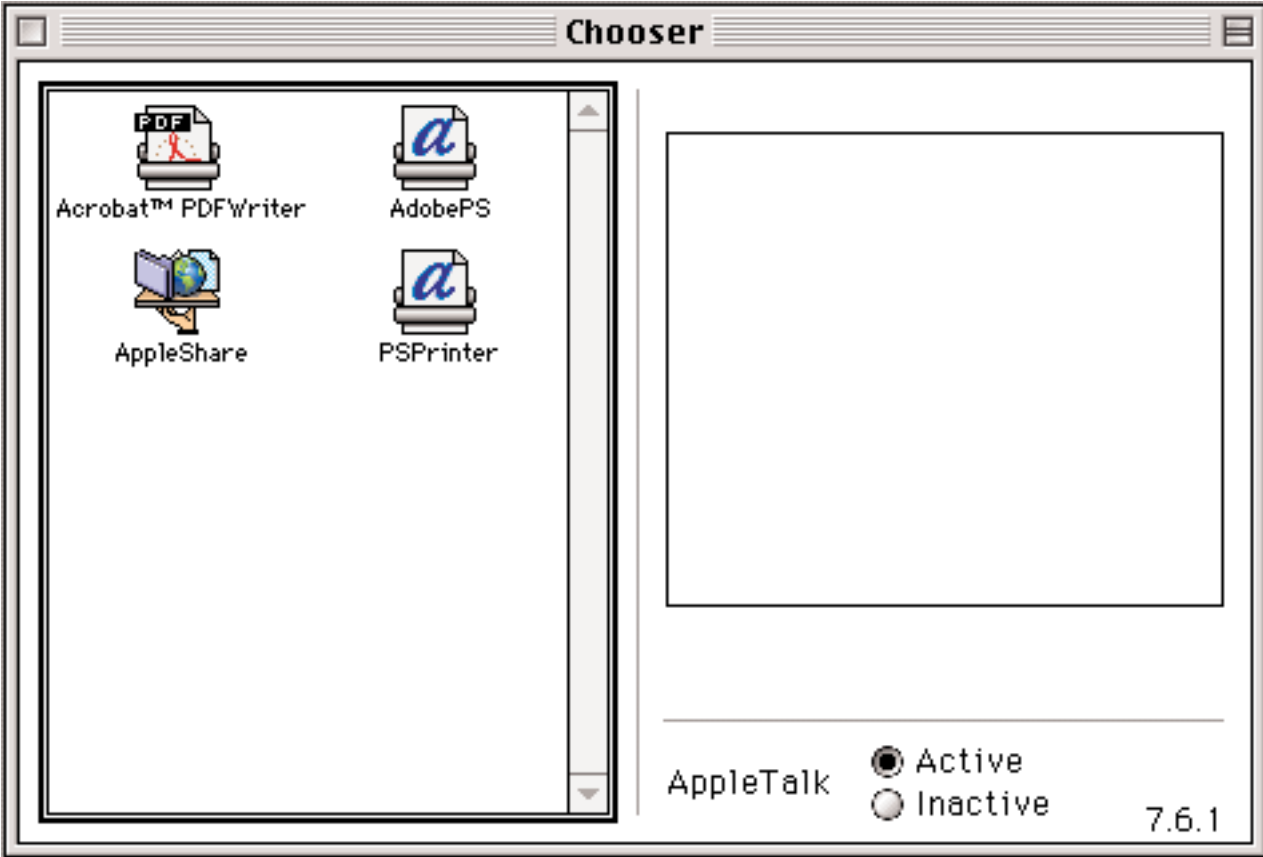 Chooser
PDF
a
a
Acrobat™ PDFWriter
AdobePS
AppleShare
PSPrinter
AppleTalk
Active
Inactive
7.6.1